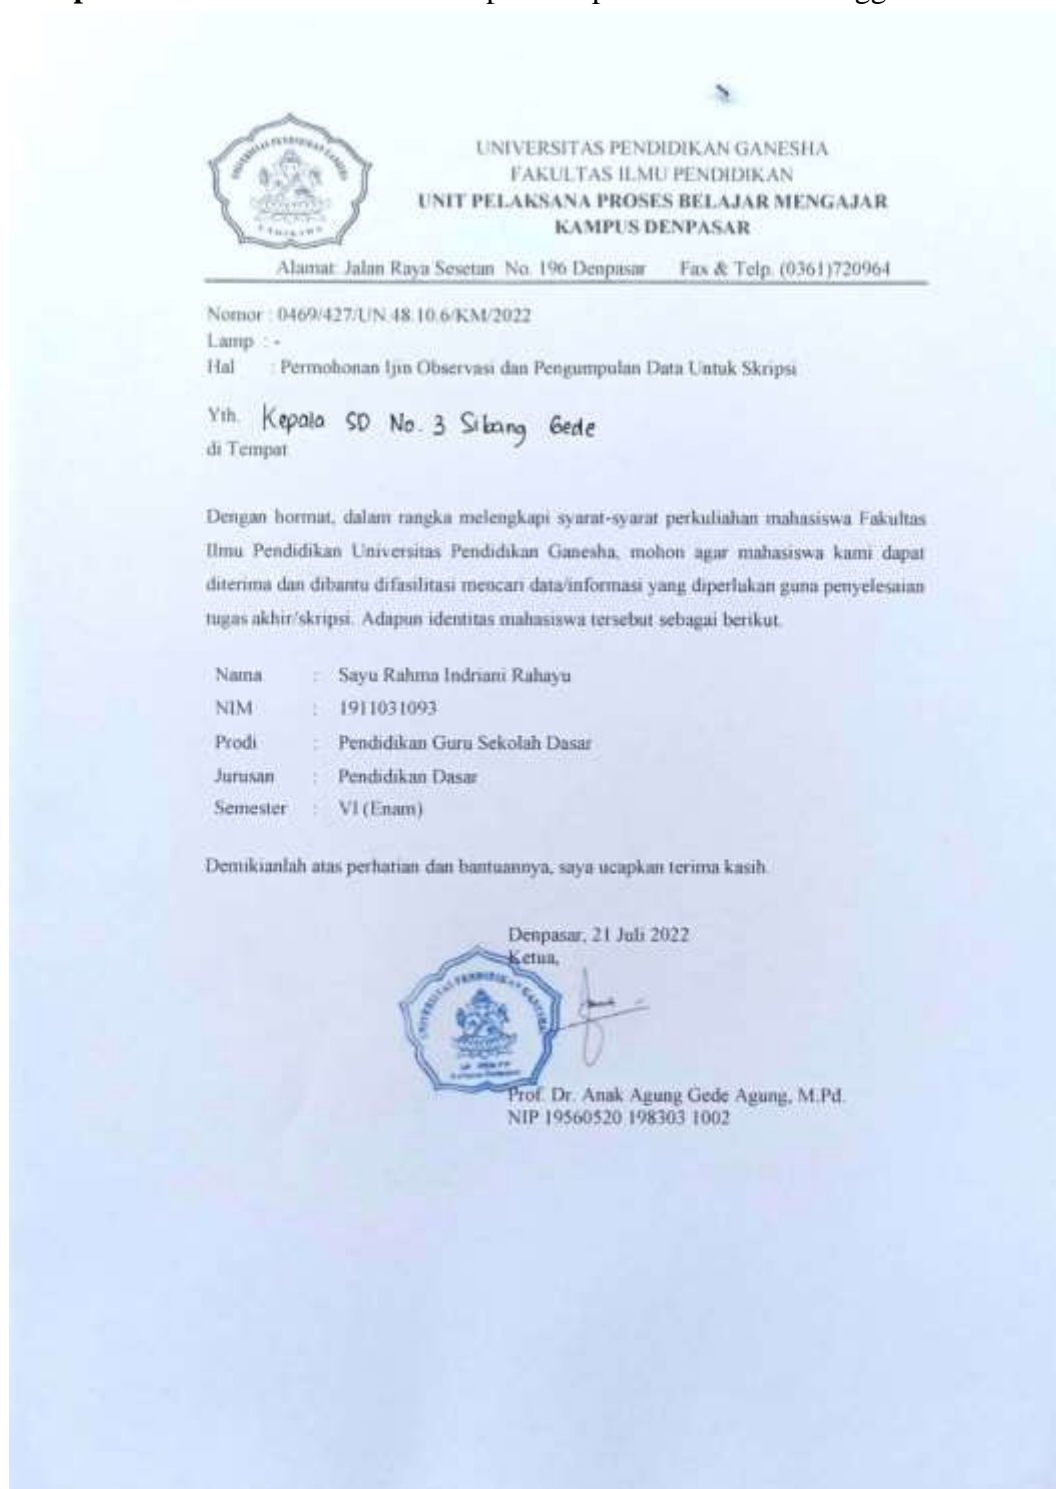 UNIVERSITAS PENDIDIKAN GANESHA
FAKULTAS ILMU PENDIDIKAN
UNIT PELAKSANA PROSES BELAJAR MENGAJAR
KAMPUS DENPASAR
Alamat: Jalan Raya Sesetan No. 196 Denpasar Fax & Telp. (0361)720964
Nomor : 0469/427/UN.48.10.6/KM/2022
Lamp : -
Hal : Permohonan Ijin Observasi dan Pengumpulan Data Untuk Skripsi
Yth. Kepala SD No. 3 Sibang Gede
di Tempat
Dengan hormat, dalam rangka melengkapi syarat-syarat perkuliahan mahasiswa Fakultas
Ilmu Pendidikan Universitas Pendidikan Ganesha, mohon agar mahasiswa kami dapat
diterima dan dibantu difasilitasi mencari data/informasi yang diperlukan guna penyelesaian
tugas akhir/skripsi. Adapun identitas mahasiswa tersebut sebagai berikut.
Nama : Sayu Rahma Indriani Rahayu
NIM : 1911031093
Prodi : Pendidikan Guru Sekolah Dasar
Jurusan : Pendidikan Dasar
Semester : VI (Enam)
Demikianlah atas perhatian dan bantuannya, saya ucapkan terima kasih.
Denpasar, 21 Juli 2022
Ketua,
UNIVERSITAS PENDIDIKAN GANESHA
Prof. Dr. Anak Agung Gede Agung, M.Pd.
NIP 19560520 198303 1002